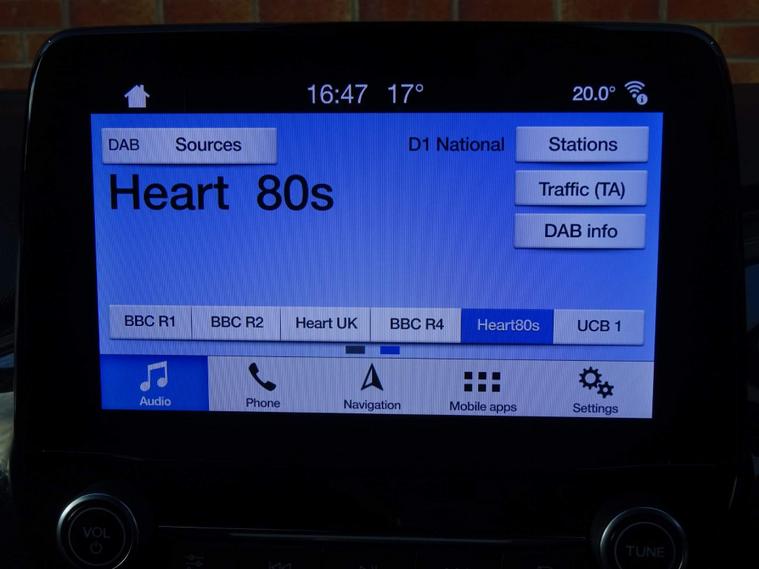 16:47 17° 20.0°
DAB Sources D1 National Stations
Heart 80s
Traffic (TA)
DAB info
BBC R1 BBC R2 Heart UK BBC R4 Heart80s UCB 1
Audio Phone Navigation Mobile apps Settings
VOL TUNE